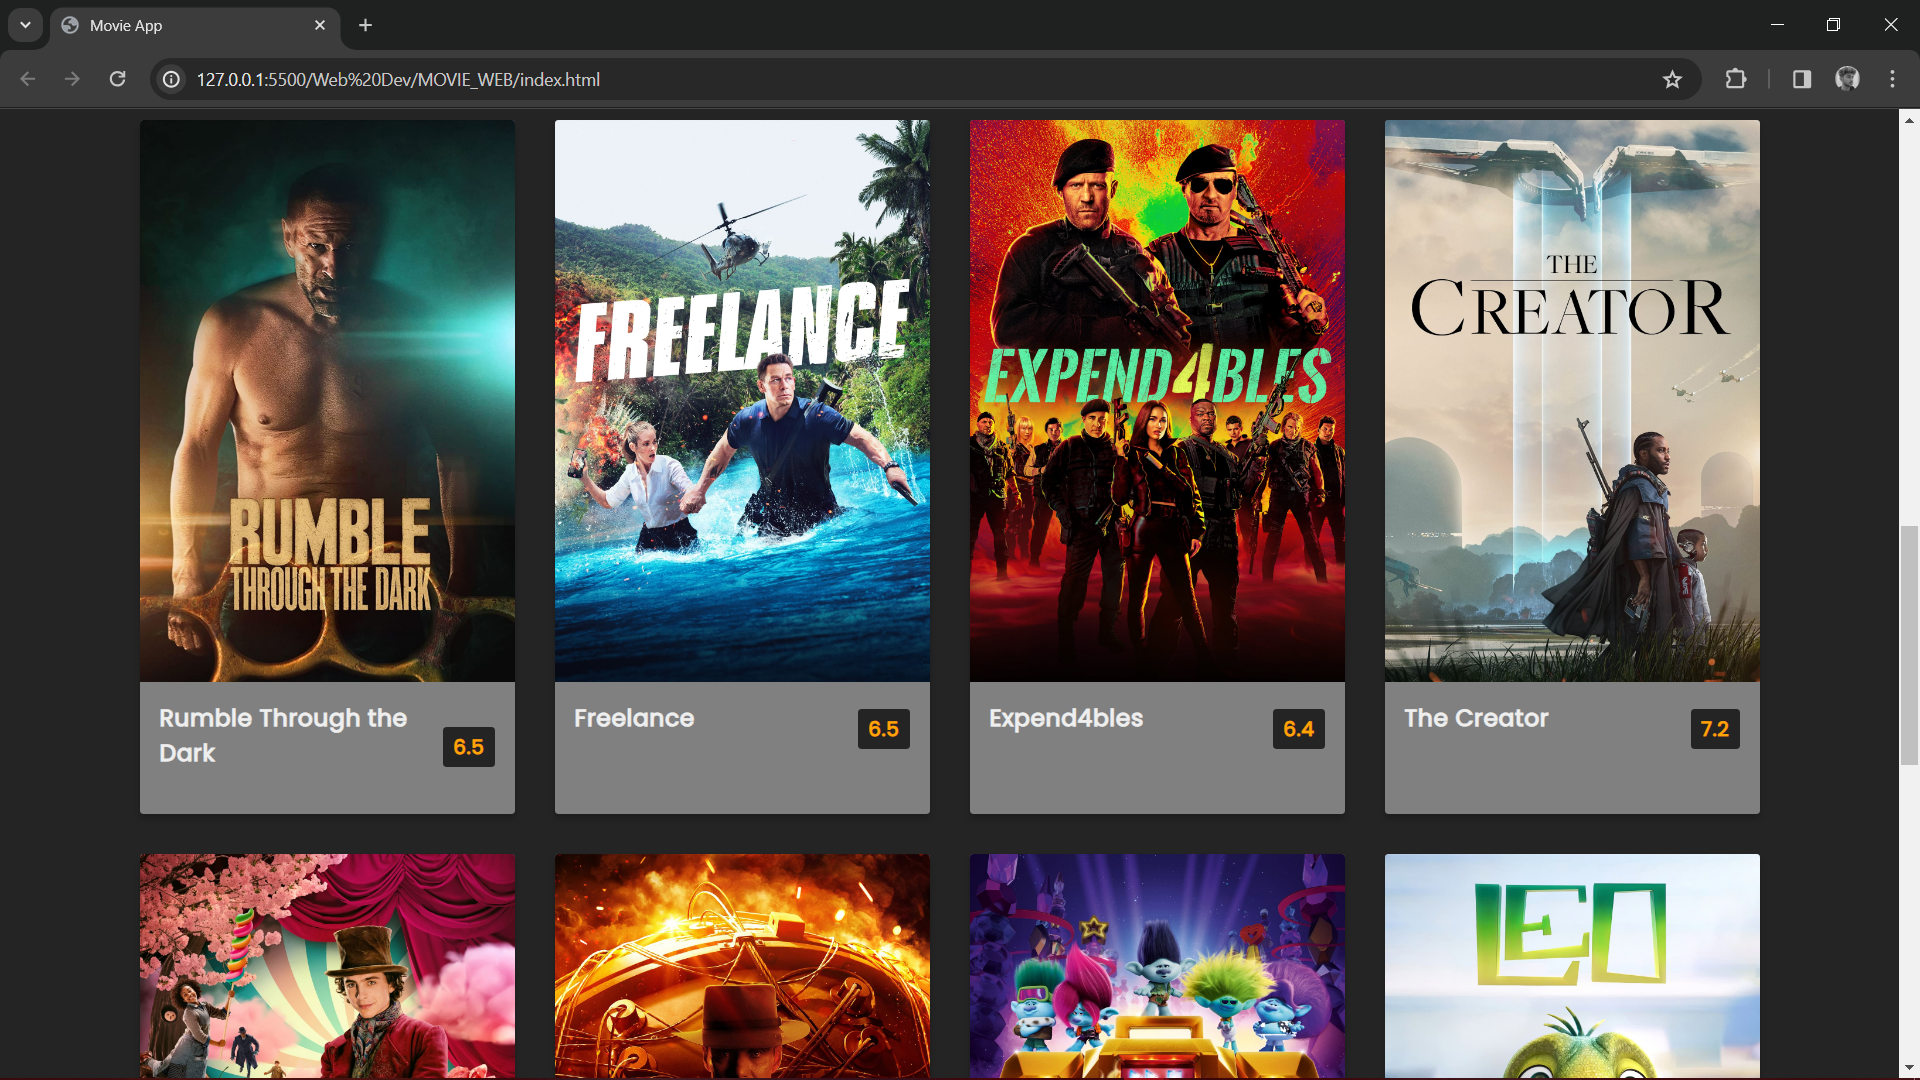 Movie App
127.0.0.1:5500/Web%20Dev/MOVIE_WEB/index.html
RUMBLE
THROUGH THE DARK
FREELANCE
EXPEND4BLES
THE
CREATOR
Rumble Through the
Dark
6.5
Freelance
6.5
Expend4bles
6.4
The Creator
7.2
LEO